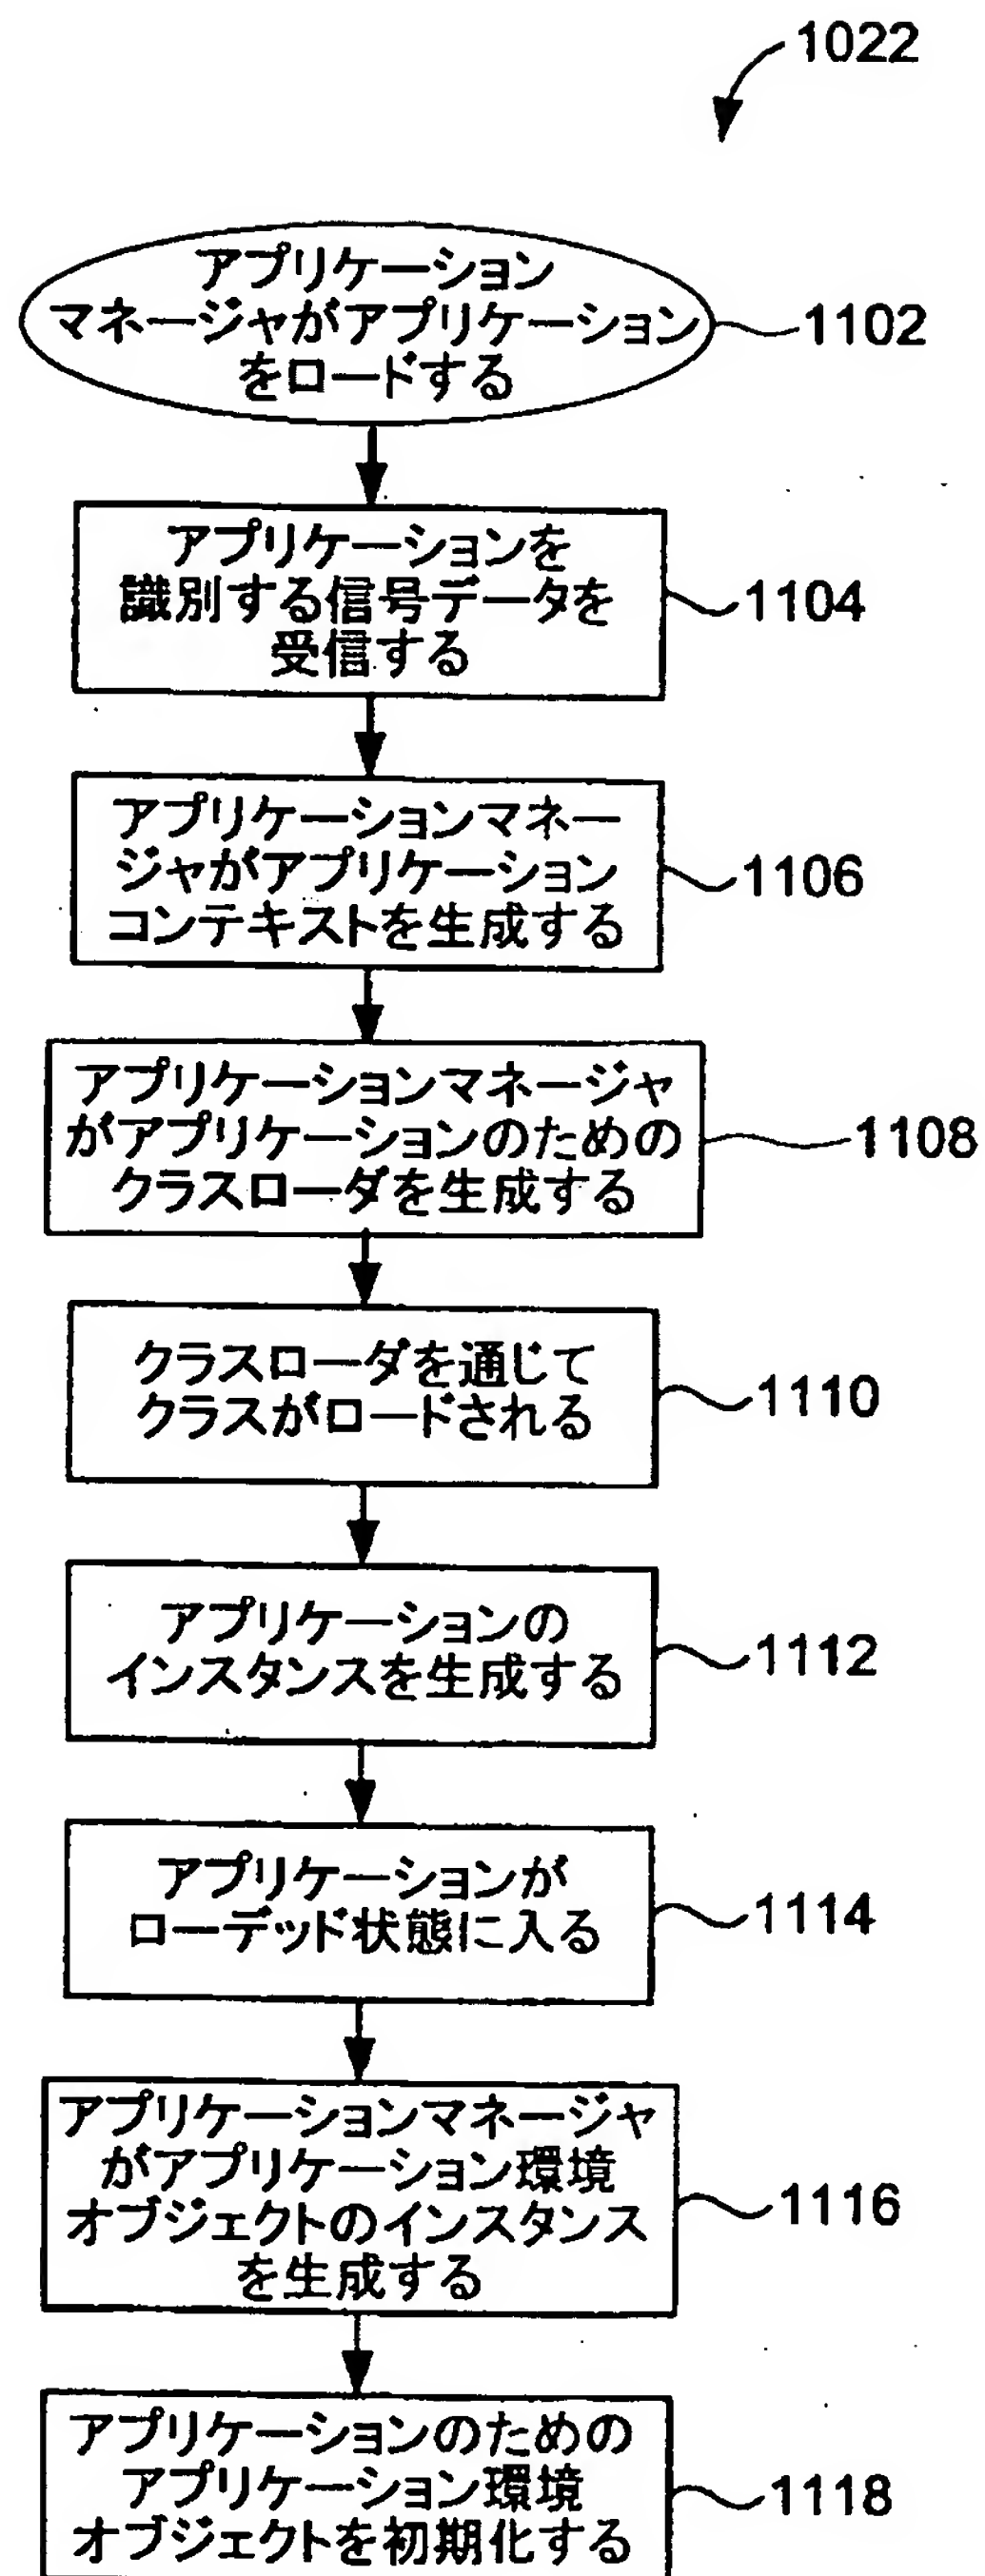 1022
アプリケーション
マネージャがアプリケーション
をロードする
1102
アプリケーションを
識別する信号データを
受信する
1104
アプリケーションマネー
ジャがアプリケーション
コンテキストを生成する
1106
アプリケーションマネージャ
がアプリケーションのための
クラスローダを生成する
1108
クラスローダを通じて
クラスがロードされる
1110
アプリケーションの
インスタンスを生成する
1112
アプリケーションが
ローデッド状態に入る
1114
アプリケーションマネージャ
がアプリケーション環境
オブジェクトのインスタンス
を生成する
1116
アプリケーションのための
アプリケーション環境
オブジェクトを初期化する
1118